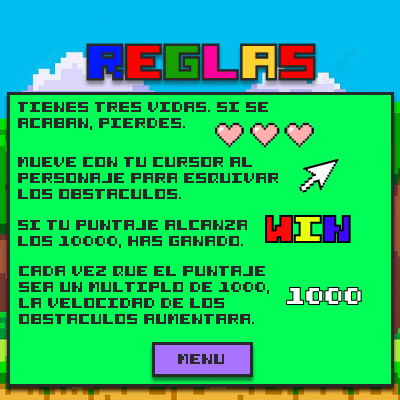 REGLAS
TIENES TRES VIDAS. SI SE
ACABAN, PIERDES.
MUEVE CON TU CURSOR AL
PERSONAJE PARA ESQUIVAR
LOS OBSTACULOS.
SI TU PUNTAJE ALCANZA
LOS 10000, HAS GANADO.
WIN
CADA VEZ QUE EL PUNTAJE
SEA UN MULTIPLO DE 1000,
LA VELOCIDAD DE LOS
OBSTACULOS AUMENTARA.
1000
MENU